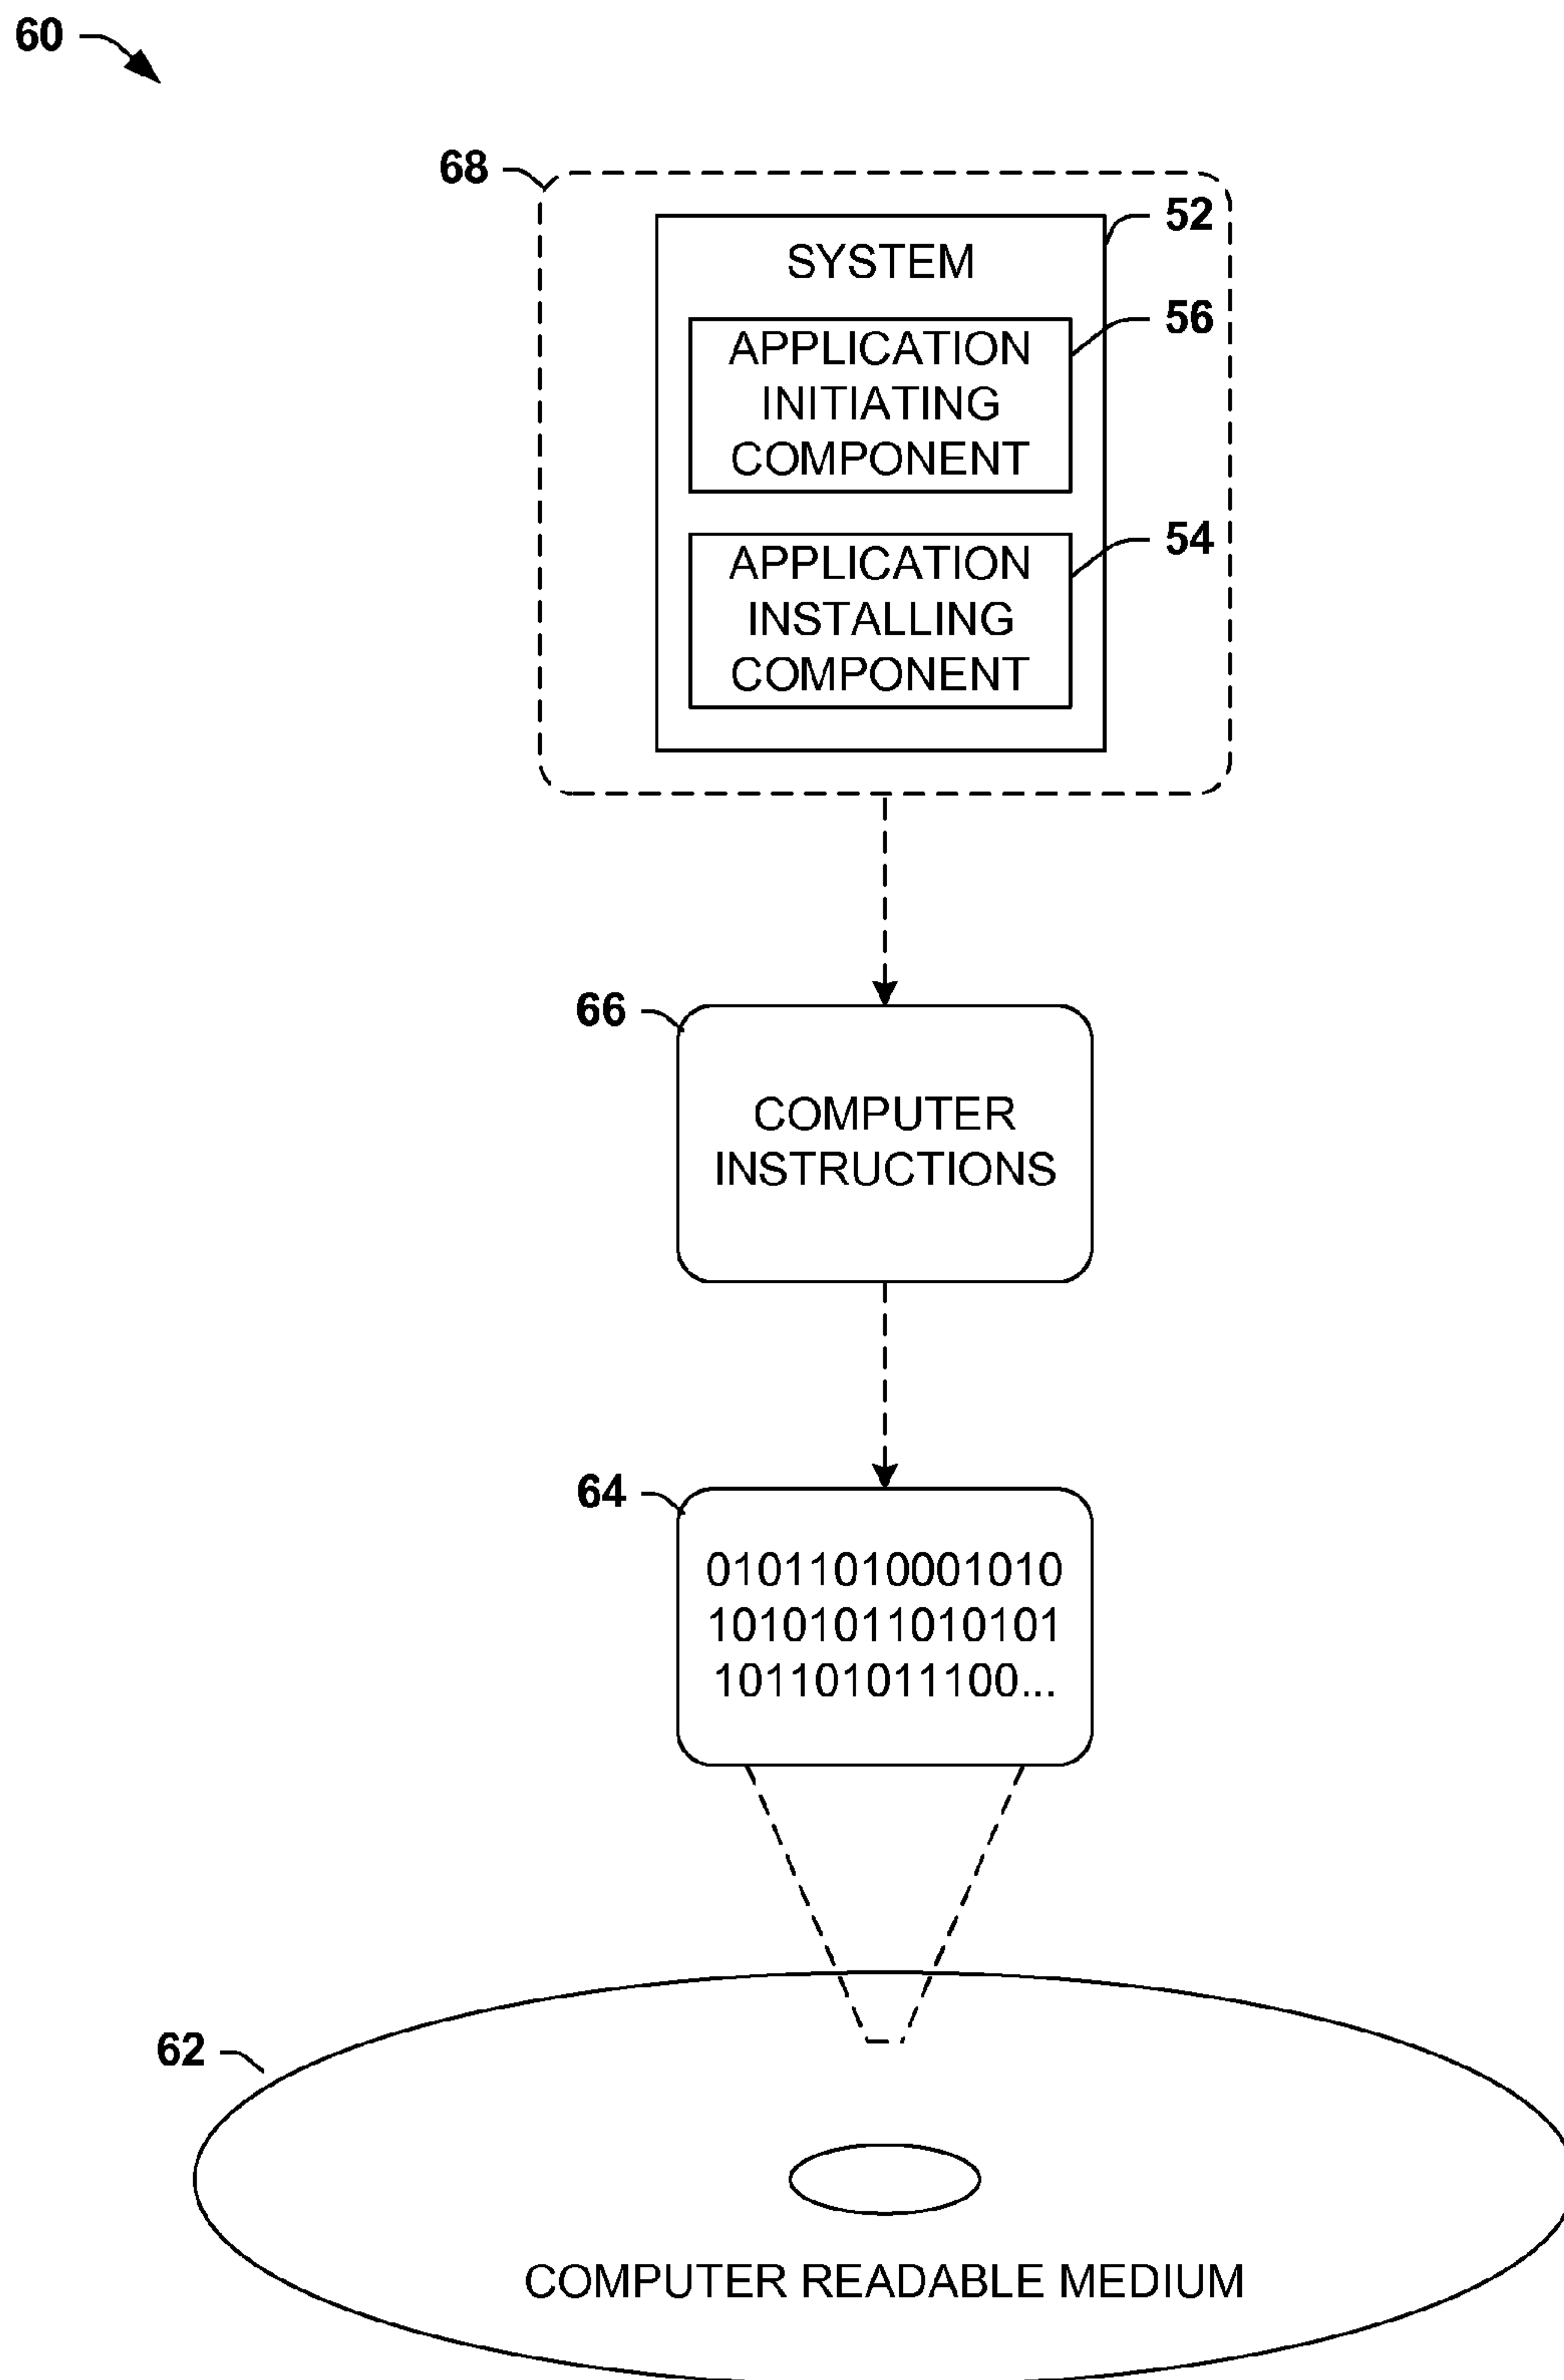 60
68
52
SYSTEM
56
APPLICATION
INITIATING
COMPONENT
54
APPLICATION
INSTALLING
COMPONENT
66
COMPUTER
INSTRUCTIONS
64
01011010001010
10101011010101
101101011100...
62
COMPUTER READABLE MEDIUM